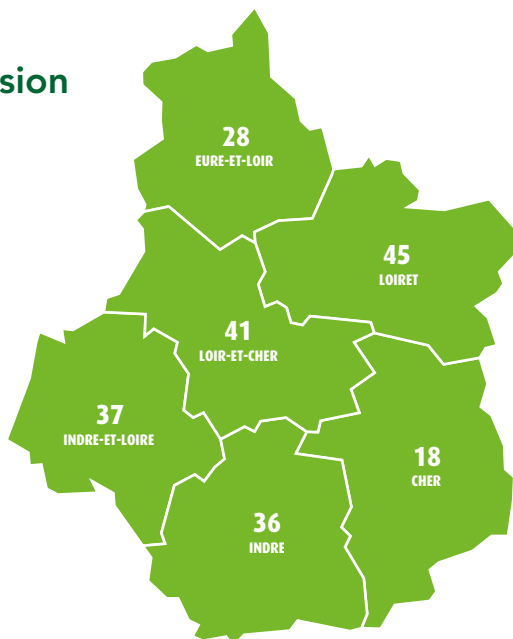 sion
28
EURE-ET-LOIR
45
LOIRET
41
LOIR-ET-CHER
37
INDRE-ET-LOIRE
18
CHER
36
INDRE